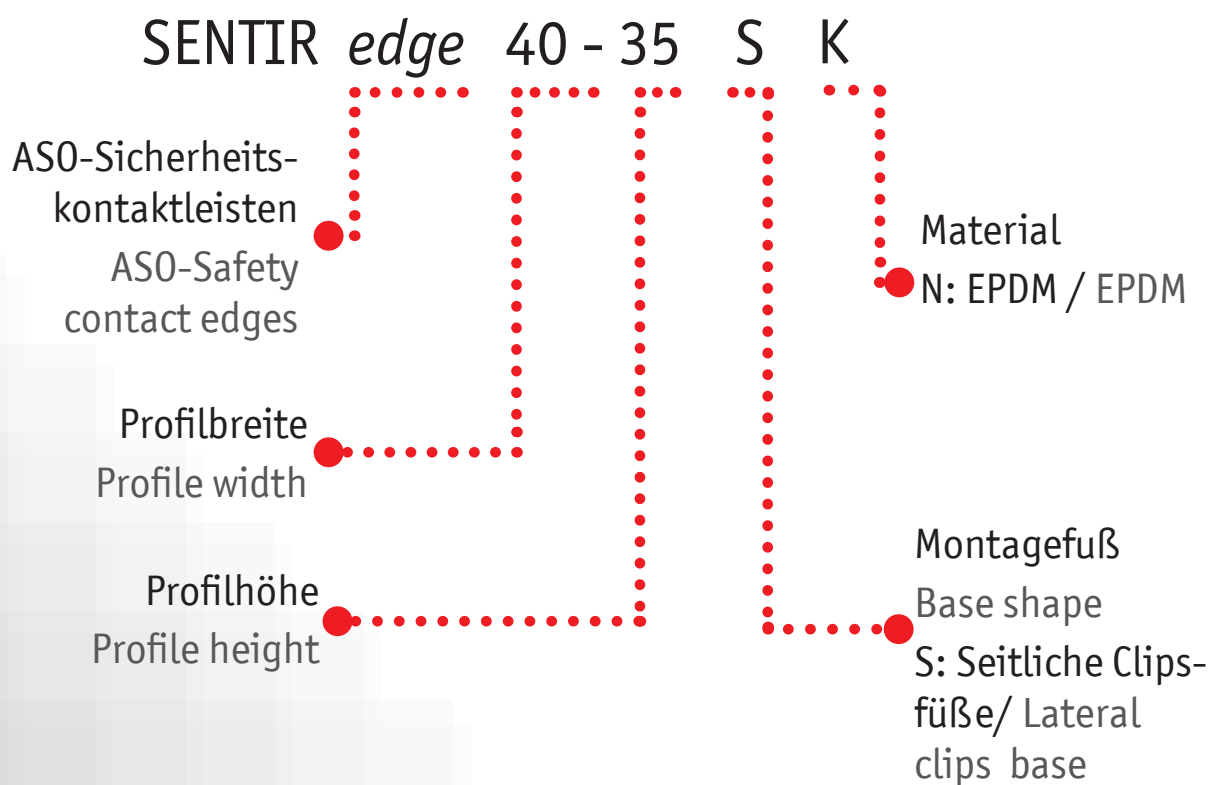 SENTIR edge 40 - 35 S K
ASO-Sicherheits-
kontaktleisten
ASO-Safety
contact edges
Profilbreite
Profile width
Profilhöhe
Profile height
Material
N: EPDM / EPDM
Montagefuß
Base shape
S: Seitliche Clips-
füße/ Lateral
clips base